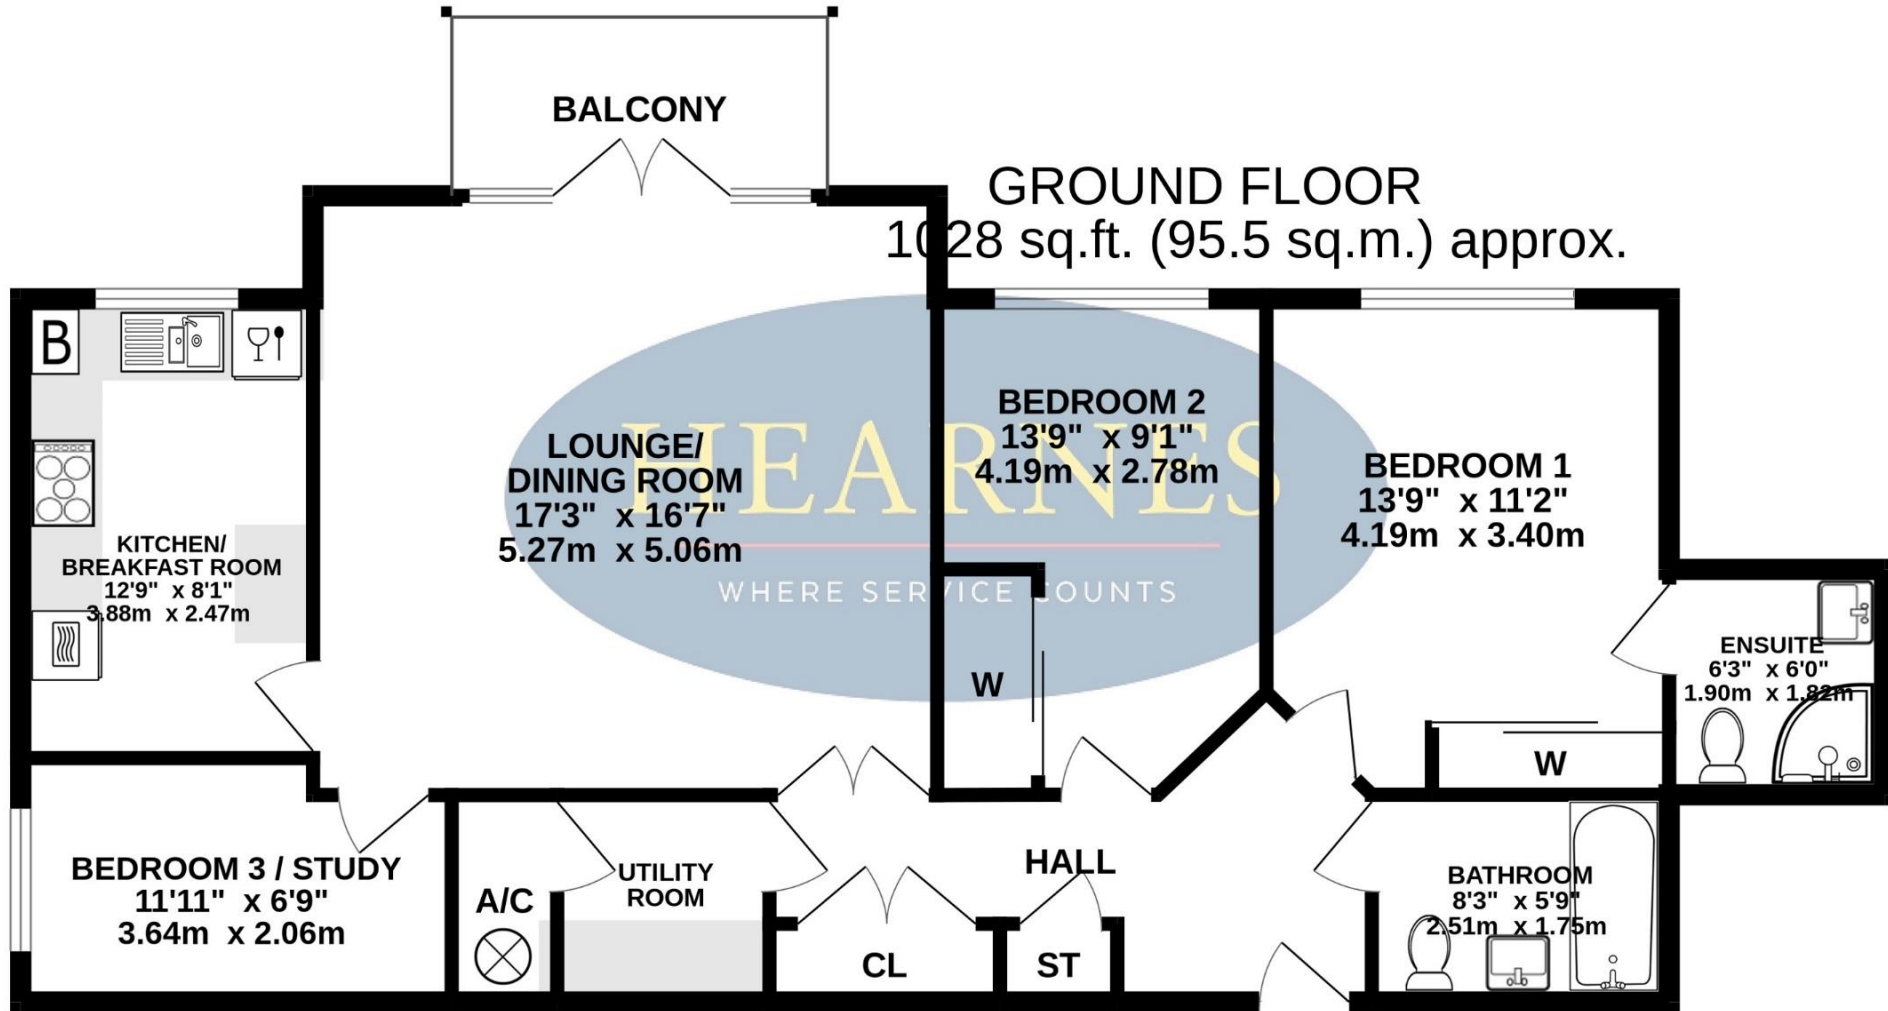 BALCONY
GROUND FLOOR
1028 sq.ft. (95.5 sq.m.) approx.
B
LOUNGE/
DINING ROOM
17'3" x 16'7"
5.27m x 5.06m
BEDROOM 2
13'9" x 9'1"
4.19m x 2.78m
BEDROOM 1
13'9" x 11'2"
4.19m x 3.40m
HEARNES
WHERE SERVICE COUNTS
KITCHEN/
BREAKFAST ROOM
12'9" x 8'1"
3.88m x 2.47m
W
ENSUITE
6'3" x 6'0"
1.90m x 1.82m
W
BEDROOM 3 / STUDY
11'11" x 6'9"
3.64m x 2.06m
A/C
UTILITY
ROOM
HALL
CL
ST
BATHROOM
8'3" x 5'9"
2.51m x 1.75m